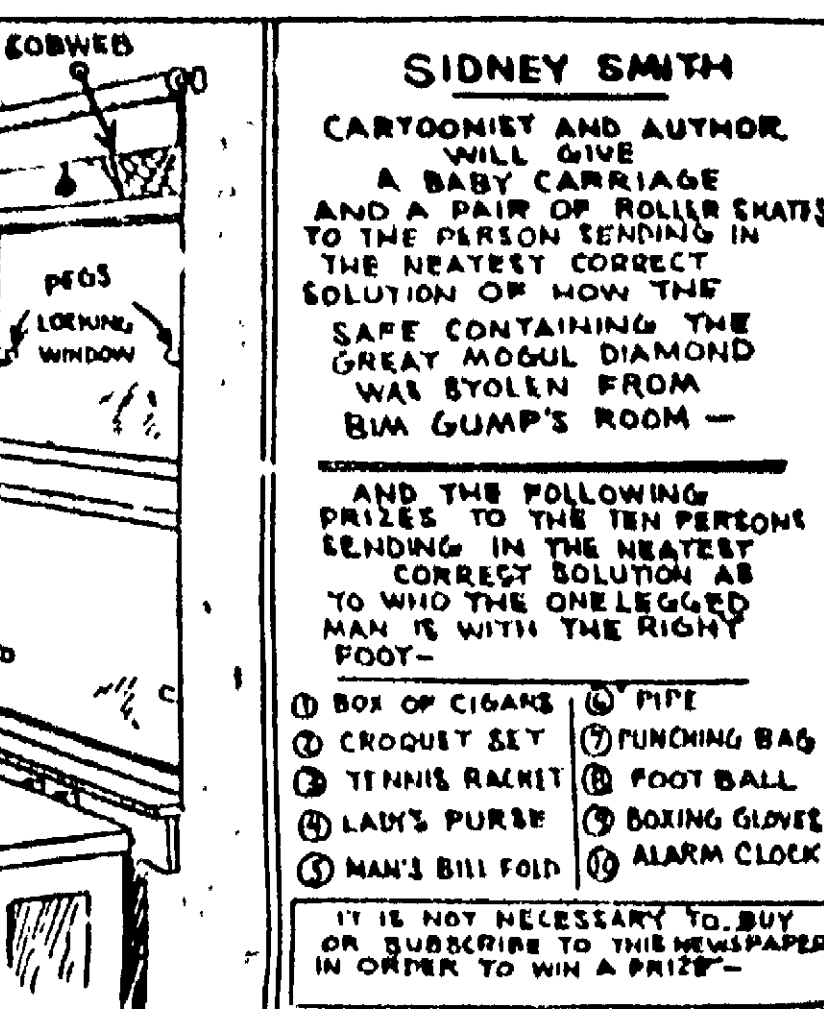 COBWEB
PEGS
LOCKING
WINDOW
SIDNEY SMITH
CARTOONIST AND AUTHOR
WILL GIVE
A BABY CARRIAGE
AND A PAIR OF ROLLER SKATES
TO THE PERSON SENDING IN
THE NEATEST CORRECT
SOLUTION OF HOW THE
SAFE CONTAINING THE
GREAT MOGUL DIAMOND
WAS STOLEN FROM
BIM GUMP'S ROOM —
AND THE FOLLOWING
PRIZES TO THE TEN PERSONS
SENDING IN THE NEATEST
CORRECT SOLUTION AS
TO WHO THE ONE LEGGED
MAN IS WITH THE RIGHT
FOOT—
① BOX OF CIGARS
② CROQUET SET
③ TENNIS RACKET
④ LADY'S PURSE
⑤ MAN'S BILL FOLD
⑥ PIPE
⑦ PUNCHING BAG
⑧ FOOT BALL
⑨ BOXING GLOVES
⑩ ALARM CLOCK
IT IS NOT NECESSARY TO BUY
OR SUBSCRIBE TO THIS NEWSPAPER
IN ORDER TO WIN A PRIZE—